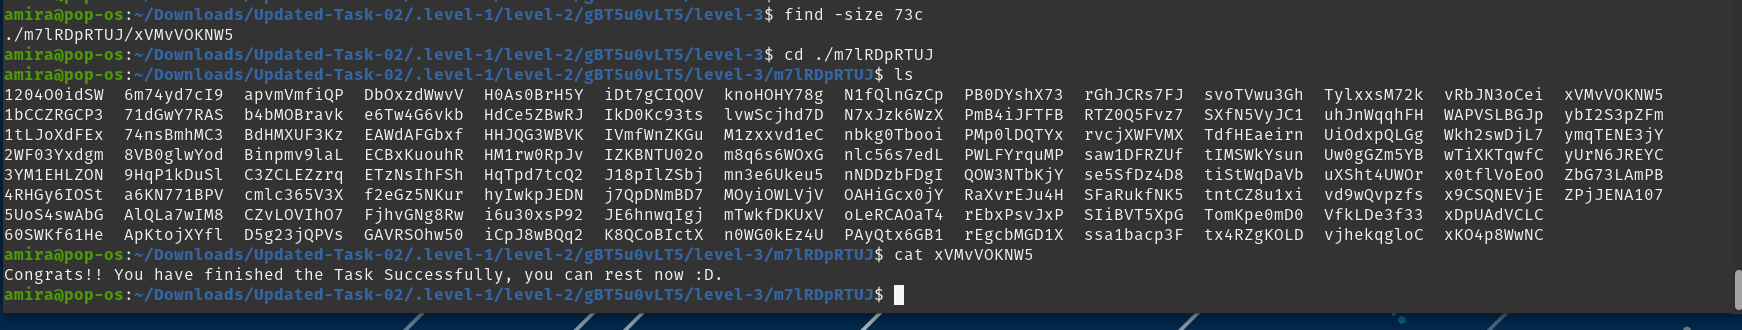 amira@pop-os:~/Downloads/Updated-Task-02/.level-1/level-2/gBT5u0vLT5/level-3$ find -size 73c
./m7lRDpRTUJ/xVMvVOKNW5
amira@pop-os:~/Downloads/Updated-Task-02/.level-1/level-2/gBT5u0vLT5/level-3$ cd ./m7lRDpRTUJ
amira@pop-os:~/Downloads/Updated-Task-02/.level-1/level-2/gBT5u0vLT5/level-3/m7lRDpRTUJ$ ls
1204O0idSW  6m74yd7cI9  apvmVmfiQP  DbOxzdWwvV  H0As0BrH5Y  iDt7gCIQOV  knoHOHY78g  N1fQlnGzCp  PB0DYshX73  rGhJCRs7FJ  svoTVwu3Gh  TylxxsM72k  vRbJN3oCei  xVMvVOKNW5
1bCCZRGCP3  71dGwY7RAS  b4bMOBravk  e6Tw4G6vkb  HdCe5ZBwRJ  IkD0Kc93ts  lvwScjhd7D  N7xJzk6WzX  PmB4iJFTFB  RTZ0Q5Fvz7  SXfN5VyJC1  uhJnWqqhFH  WAPVSLBGJp  ybI2S3pZFm
1tLJoXdFEx  74nsBmhMC3  BdHMXUF3Kz  EAWdAFGbxf  HHJQG3WBVK  IVmfWnZKGu  M1zxxvd1eC  nbkg0Tbooi  PMp0lDQTYx  rvcjXWFVMX  TdfHEaeirn  UiOdxpQLGg  Wkh2swDjL7  ymqTENE3jY
2WF03Yxdgm  8VB0glwYod  Binpmv9laL  ECBxKuouhR  HM1rw0RpJv  IZKBNTU02o  m8q6s6WOxG  nlc56s7edL  PWLFYrquMP  saw1DFRZUf  tIMSWkYsun  Uw0gGZm5YB  wTiXKTqwfC  yUrN6JREYC
3YM1EHLZON  9HqP1kDuSl  C3ZCLEZzrq  ETzNsIhFSh  HqTpd7tcQ2  J18pIlZSbj  mn3e6Ukeu5  nNDDzbFDgI  QOW3NTbKjY  se5SfDz4D8  tiStWqDaVb  uXSht4UWOr  x0tflVoEoO  ZbG73LAmPB
4RHGy6IOSt  a6KN771BPV  cmlc365V3X  f2eGz5NKur  hyIwkpJEDN  j7QpDNmBD7  MOyiOWLVjV  OAHiGcx0jY  RaXvrEJu4H  SFaRukfNK5  tntCZ8u1xi  vd9wQvpzfs  x9CSQNEVjE  ZPjJENA107
5UoS4swAbG  AlQLa7wIM8  CZvLOVIhO7  FjhvGNg8Rw  i6u30xsP92  JE6hnwqIgj  mTwkfDKUxV  oLeRCAOaT4  rEbxPsvJxP  SIiBVT5XpG  TomKpe0mD0  VfkLDe3f33  xDpUAdVCLC
60SWKf61He  ApKtojXYfl  D5g23jQPVs  GAVRSOhw50  iCpJ8wBQq2  K8QCoBIctX  n0WG0kEz4U  PAyQtx6GB1  rEgcbMGD1X  ssa1bacp3F  tx4RZgKOLD  vjhekqgloC  xKO4p8WwNC
amira@pop-os:~/Downloads/Updated-Task-02/.level-1/level-2/gBT5u0vLT5/level-3/m7lRDpRTUJ$ cat xVMvVOKNW5
Congrats!! You have finished the Task Successfully, you can rest now :D.
amira@pop-os:~/Downloads/Updated-Task-02/.level-1/level-2/gBT5u0vLT5/level-3/m7lRDpRTUJ$